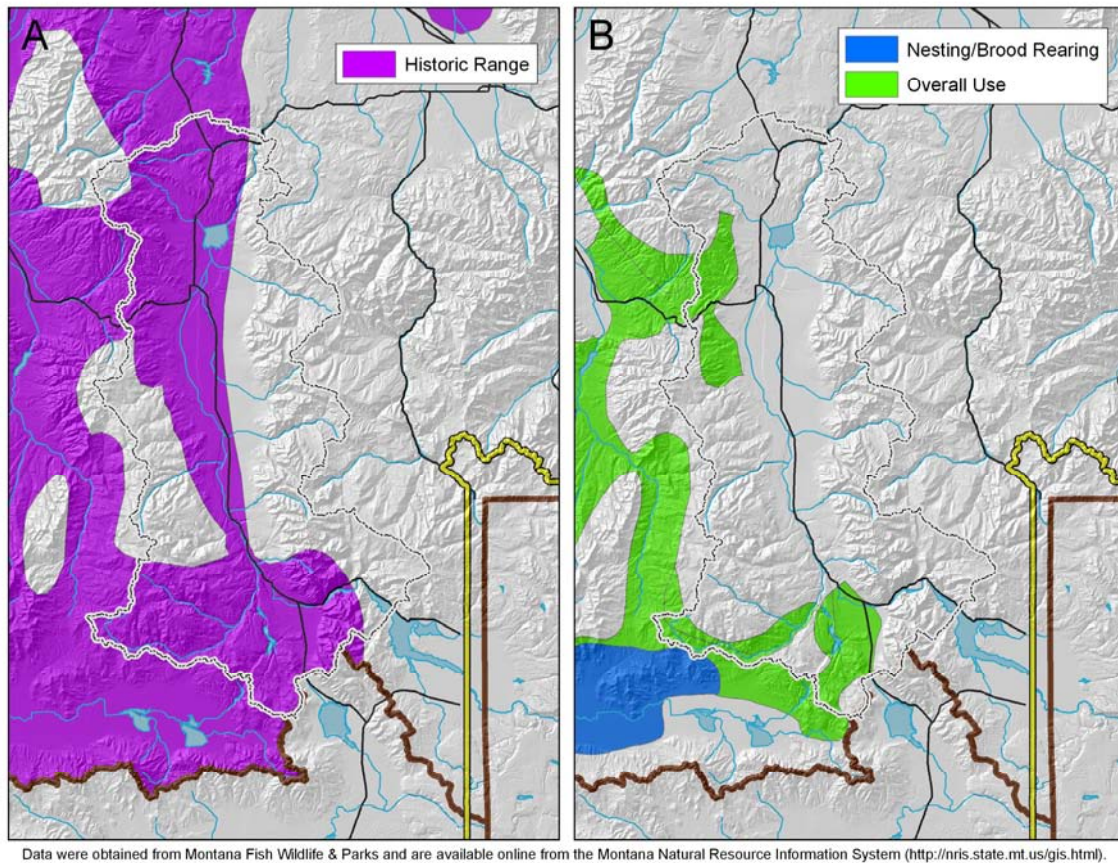 A
Historic Range
B
Nesting/Brood Rearing
Overall Use
Data were obtained from Montana Fish Wildlife & Parks and are available online from the Montana Natural Resource Information System (http://nris.state.mt.us/gis.html).